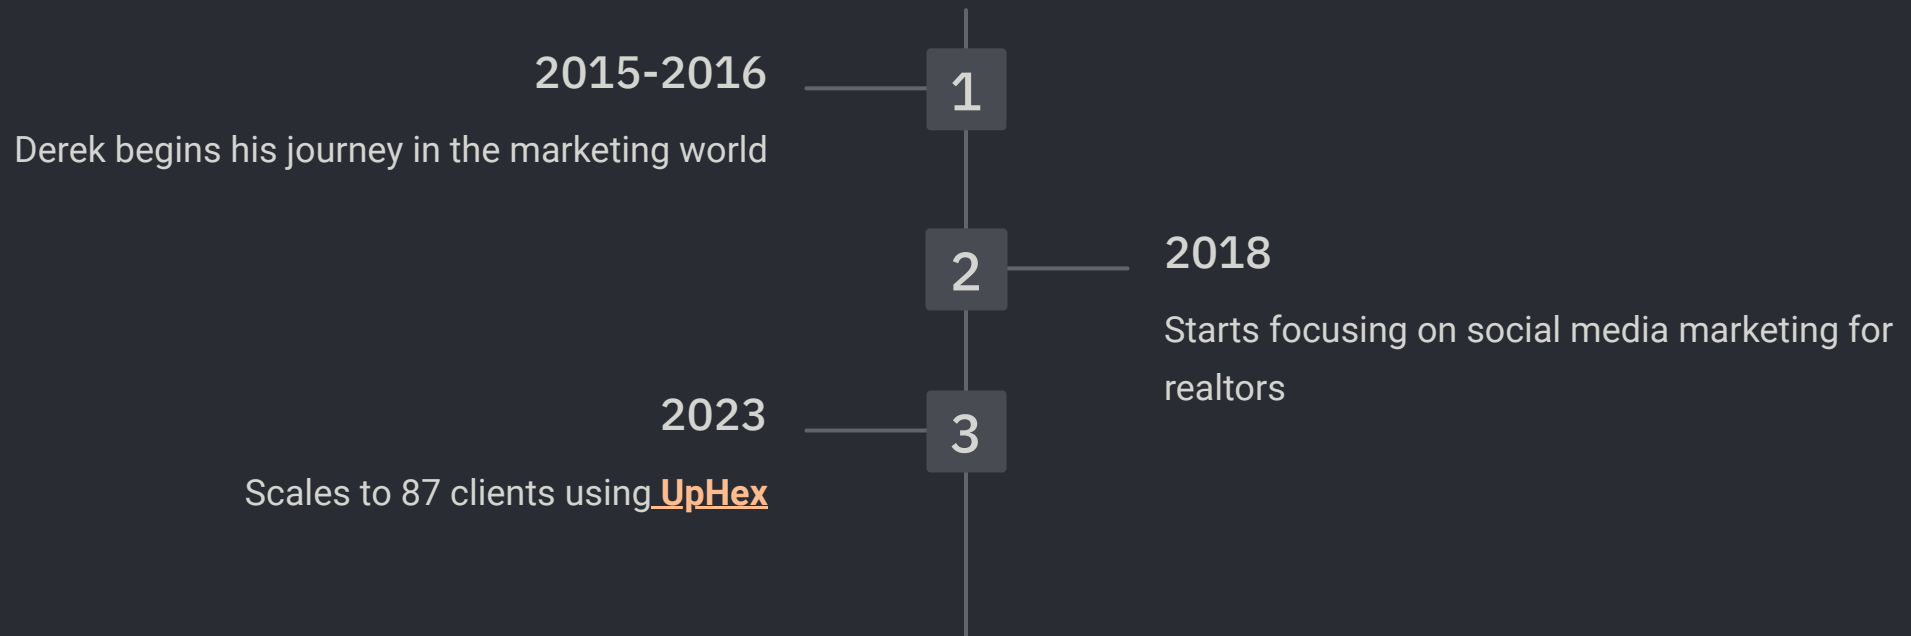 2015-2016
1
Derek begins his journey in the marketing world
2
2018
Starts focusing on social media marketing for
realtors
2023
3
Scales to 87 clients using UpHex